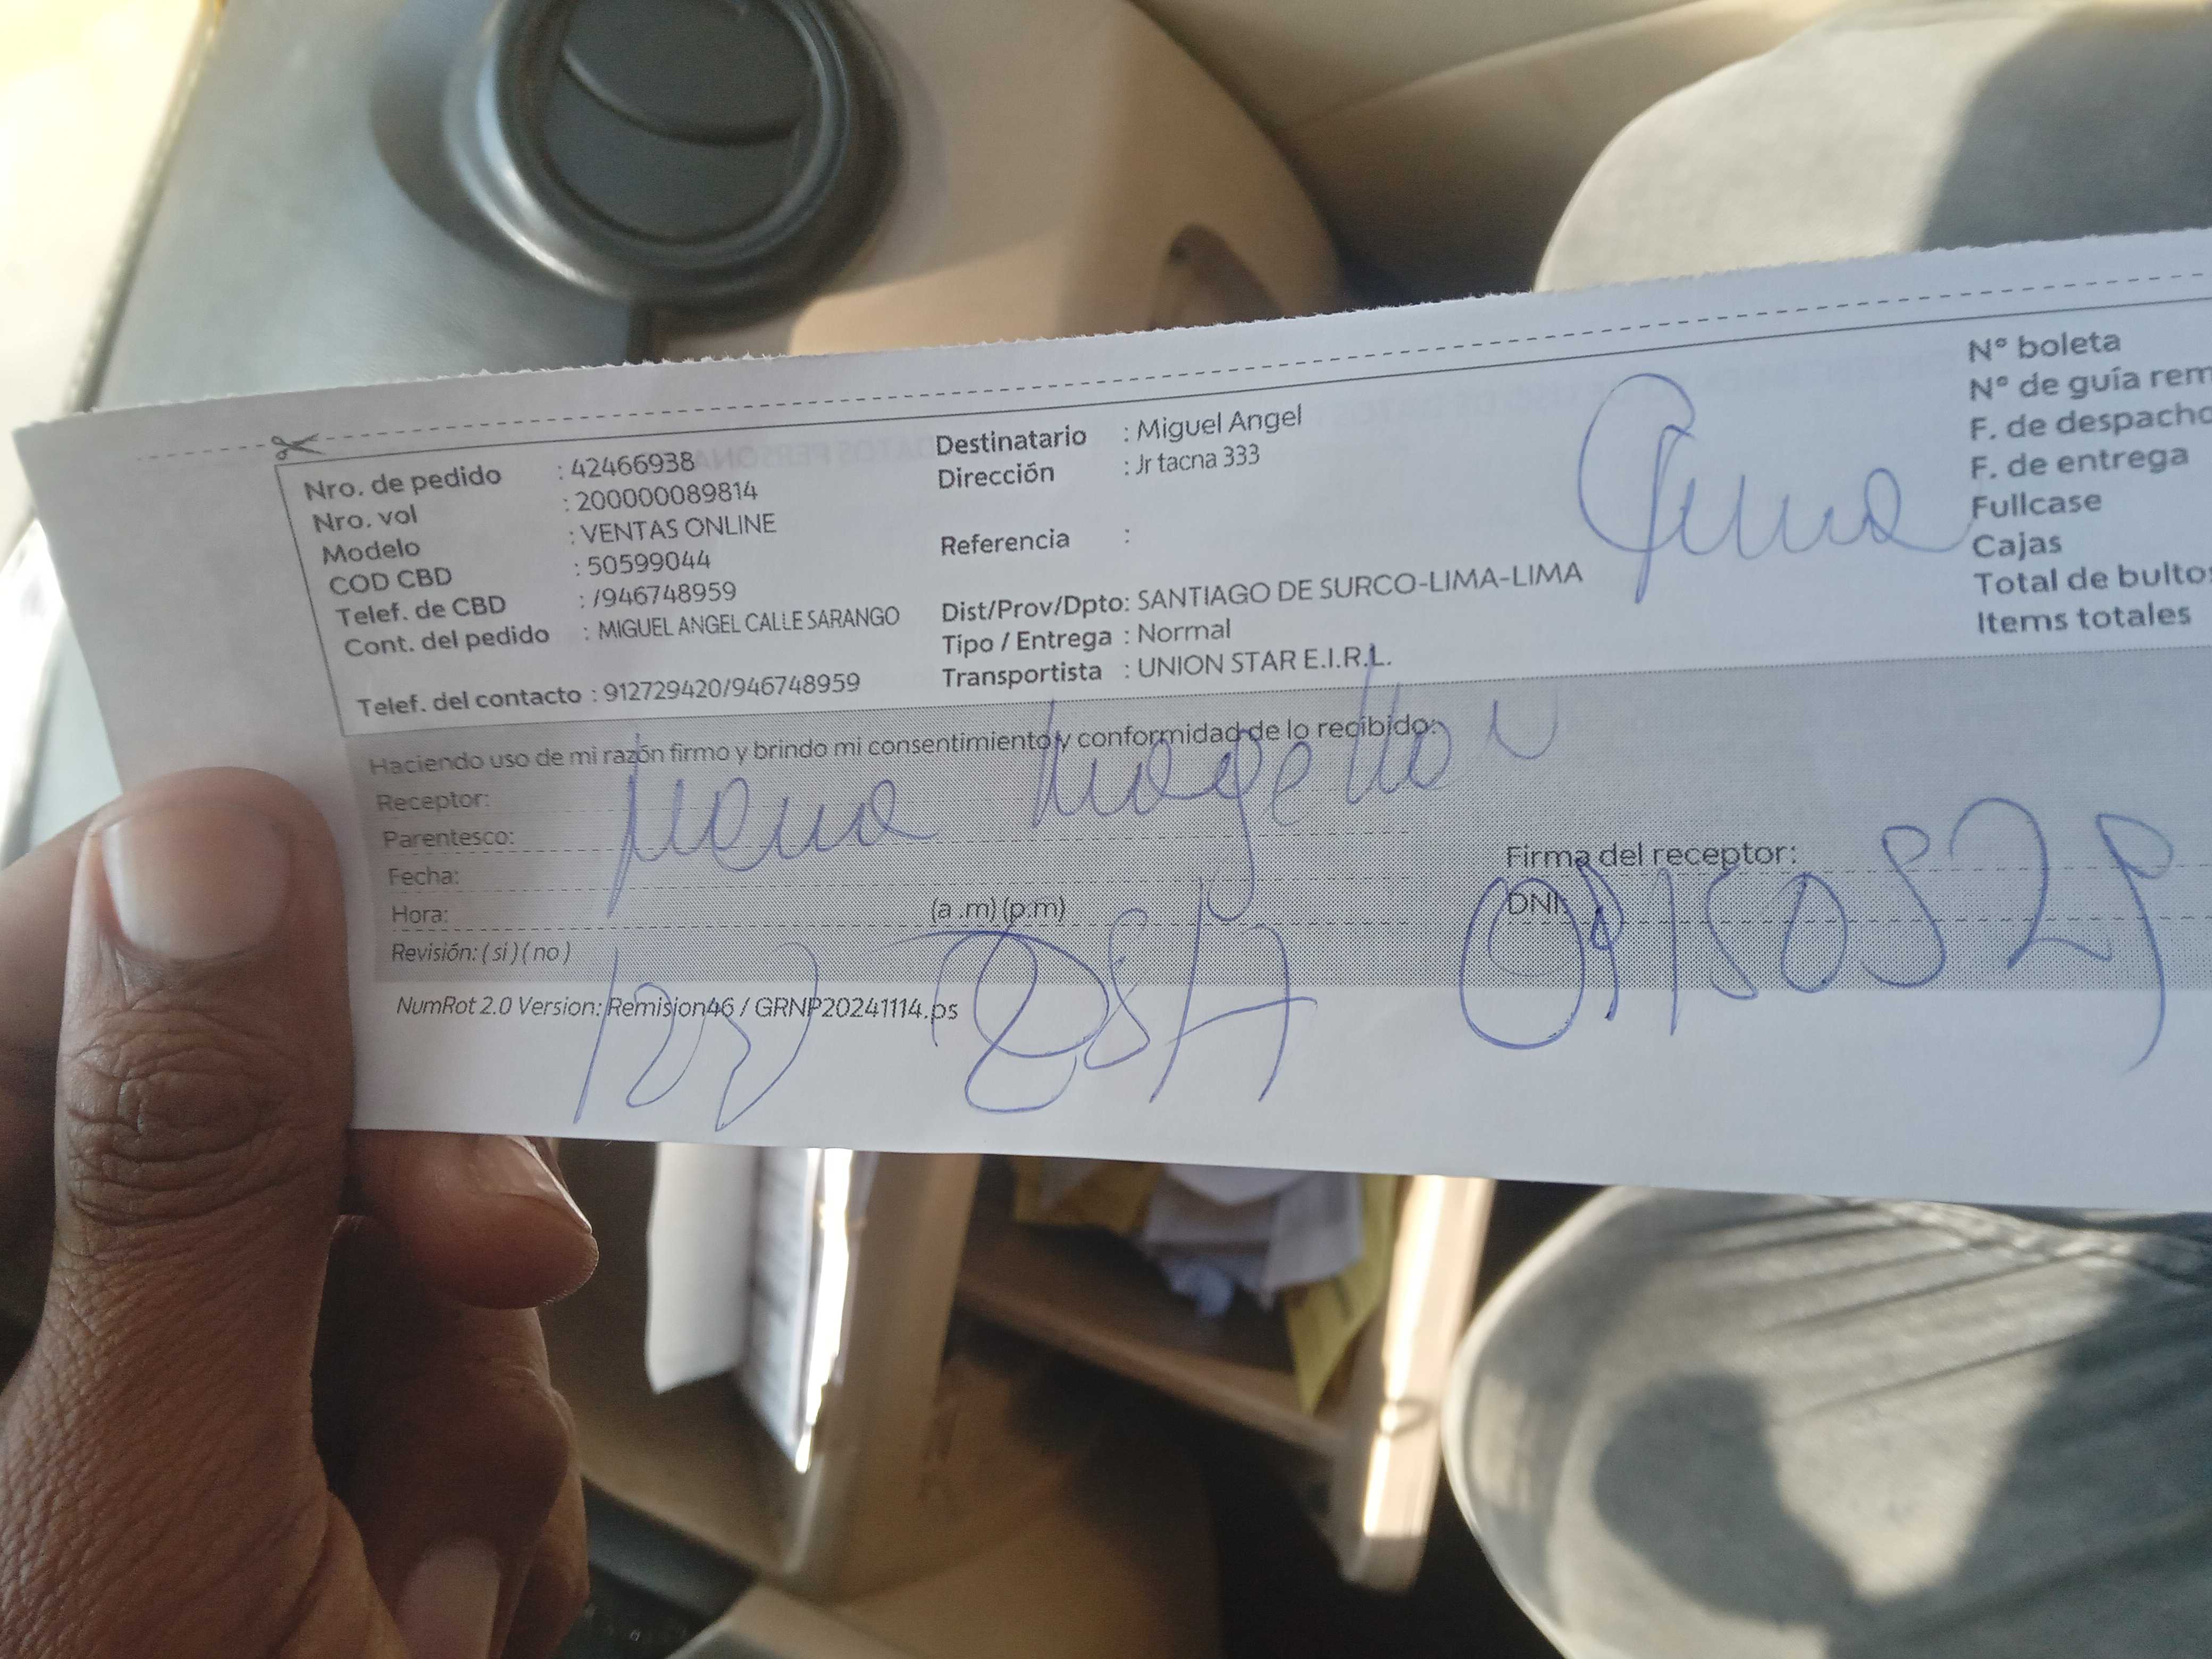 Nro. de pedido : 42466938
Nro. vol : 200000089814
Modelo : VENTAS ONLINE
COD CBD : 50599044
Telef. de CBD : /946748959
Cont. del pedido : MIGUEL ANGEL CALLE SARANGO
Telef. del contacto : 912729420/946748959
Destinatario : Miguel Angel
Dirección : Jr tacna 333
Referencia :
Dist/Prov/Dpto: SANTIAGO DE SURCO-LIMA-LIMA
Tipo / Entrega : Normal
Transportista : UNION STAR E.I.R.L.
N° boleta
N° de guía rem
F. de despacho
F. de entrega
Fullcase
Cajas
Total de bultos
Items totales
Haciendo uso de mi razón firmo y brindo mi consentimiento y conformidad de lo recibido:
Receptor:
Parentesco:
Fecha:
Hora: (a.m) (p.m)
Revisión: ( si ) ( no )
Firma del receptor:
DNI:
NumRot 2.0 Version: Remision46 / GRNP20241114.ps